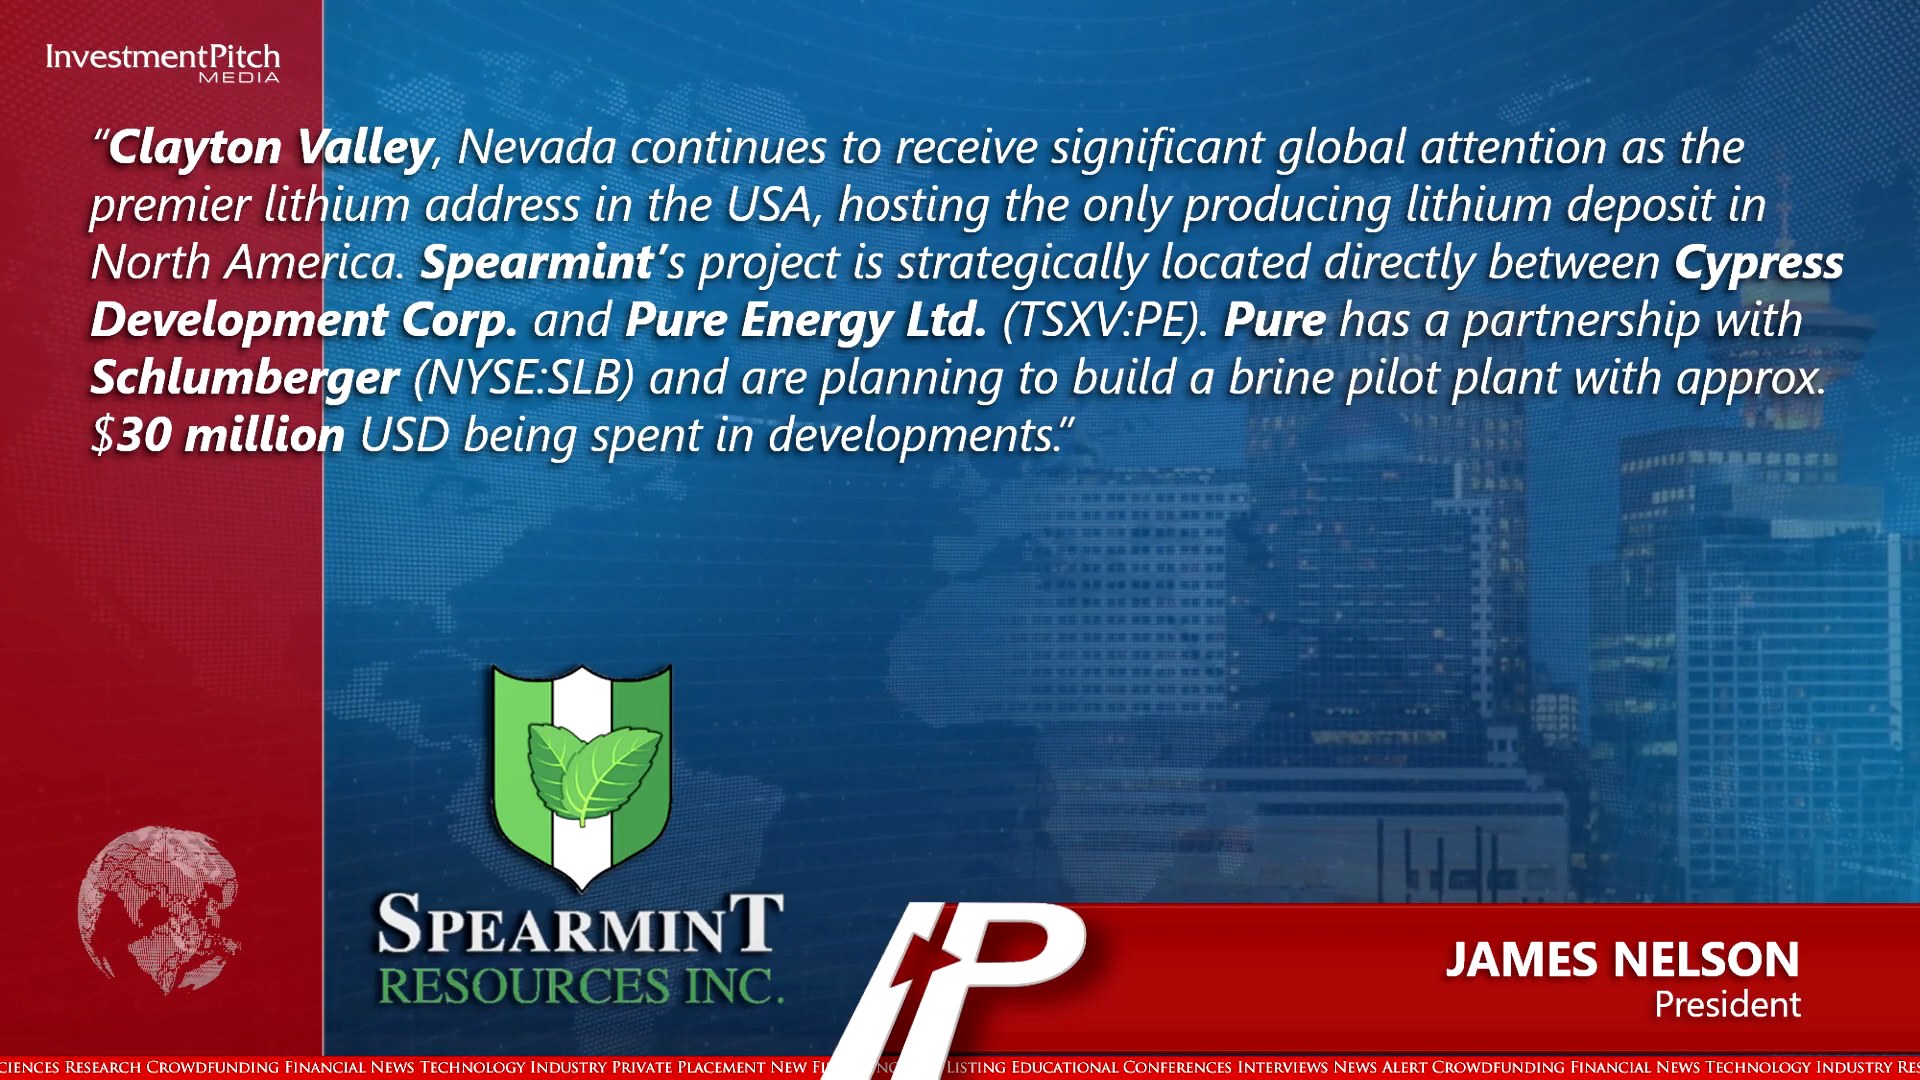 InvestmentPitch
MEDIA
“Clayton Valley, Nevada continues to receive significant global attention as the
premier lithium address in the USA, hosting the only producing lithium deposit in
North America. Spearmint’s project is strategically located directly between Cypress
Development Corp. and Pure Energy Ltd. (TSXV:PE). Pure has a partnership with
Schlumberger (NYSE:SLB) and are planning to build a brine pilot plant with approx.
$30 million USD being spent in developments.”
SPEARMINT
RESOURCES INC.
IP
JAMES NELSON
President
CIENCES RESEARCH CROWDFUNDING FINANCIAL NEWS TECHNOLOGY INDUSTRY PRIVATE PLACEMENT NEW LISTING EDUCATIONAL CONFERENCES INTERVIEWS NEWS ALERT CROWDFUNDING FINANCIAL NEWS TECHNOLOGY INDUSTRY RES